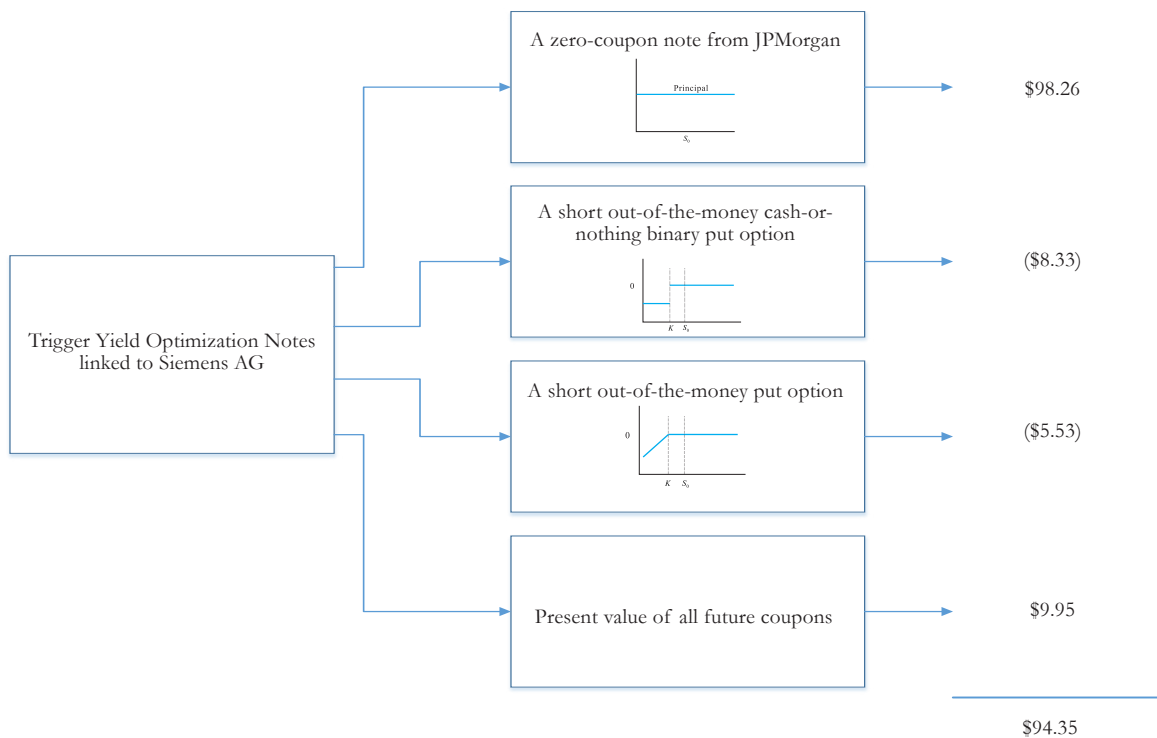 A zero-coupon note from JPMorgan
Principal
S0
$98.26
A short out-of-the-money cash-or-
nothing binary put option
0
K S0
($8.33)
Trigger Yield Optimization Notes
linked to Siemens AG
A short out-of-the-money put option
0
K S0
($5.53)
Present value of all future coupons
$9.95
$94.35